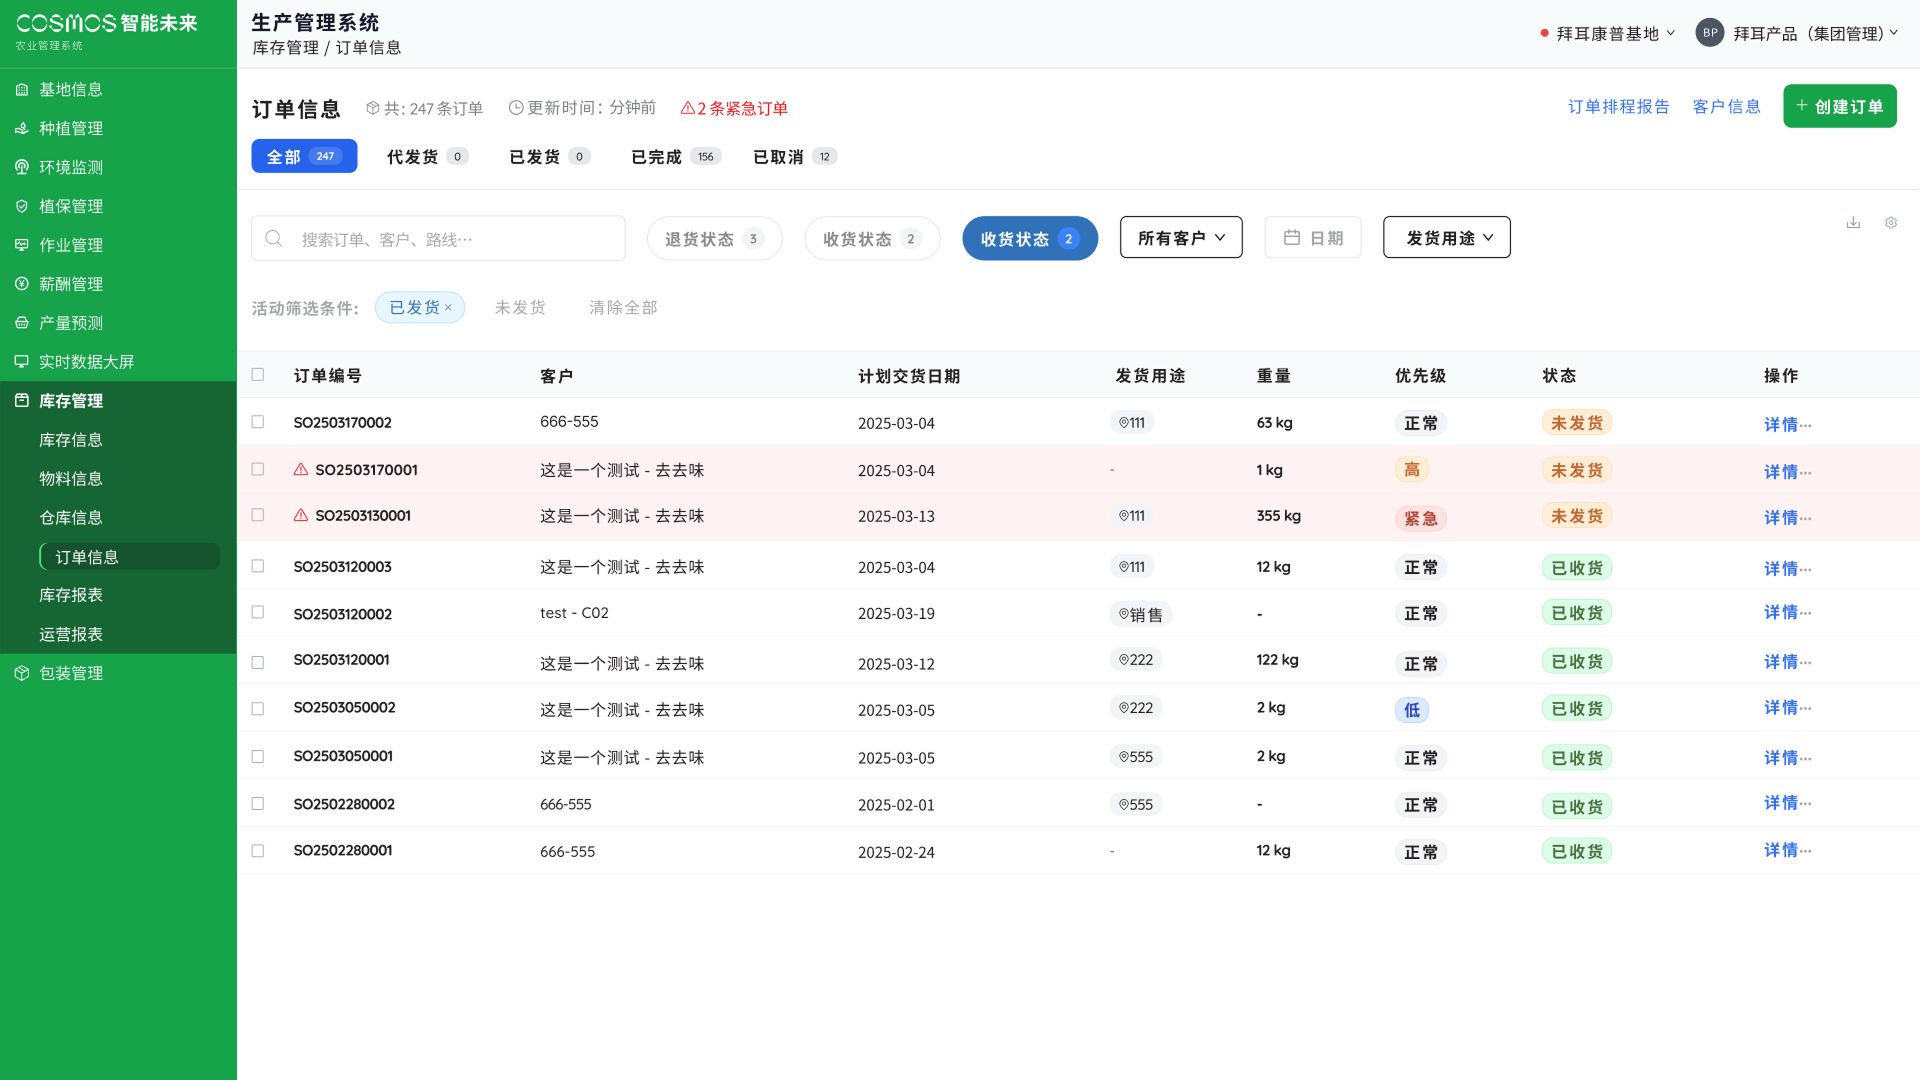 COSMOS智能未来
农业管理系统
基地信息
种植管理
环境监测
植保管理
作业管理
薪酬管理
产量预测
实时数据大屏
库存管理
库存信息
物料信息
仓库信息
订单信息
库存报表
运营报表
包装管理
生产管理系统
库存管理 / 订单信息
拜耳康普基地
BP 拜耳产品（集团管理）
订单信息 共: 247 条订单 更新时间：分钟前 2 条紧急订单
订单排程报告 客户信息 + 创建订单
全部 247 代发货 0 已发货 0 已完成 156 已取消 12
搜索订单、客户、路线… 退货状态 3 收货状态 2 收货状态 2 所有客户 日期 发货用途
活动筛选条件: 已发货× 未发货 清除全部
订单编号 客户 计划交货日期 发货用途 重量 优先级 状态 操作
SO2503170002 666-555 2025-03-04 111 63 kg 正常 未发货 详情···
SO2503170001 这是一个测试 - 去去味 2025-03-04 - 1 kg 高 未发货 详情···
SO2503130001 这是一个测试 - 去去味 2025-03-13 111 355 kg 紧急 未发货 详情···
SO2503120003 这是一个测试 - 去去味 2025-03-04 111 12 kg 正常 已收货 详情···
SO2503120002 test - C02 2025-03-19 销售 - 正常 已收货 详情···
SO2503120001 这是一个测试 - 去去味 2025-03-12 222 122 kg 正常 已收货 详情···
SO2503050002 这是一个测试 - 去去味 2025-03-05 222 2 kg 低 已收货 详情···
SO2503050001 这是一个测试 - 去去味 2025-03-05 555 2 kg 正常 已收货 详情···
SO2502280002 666-555 2025-02-01 555 - 正常 已收货 详情···
SO2502280001 666-555 2025-02-24 - 12 kg 正常 已收货 详情···